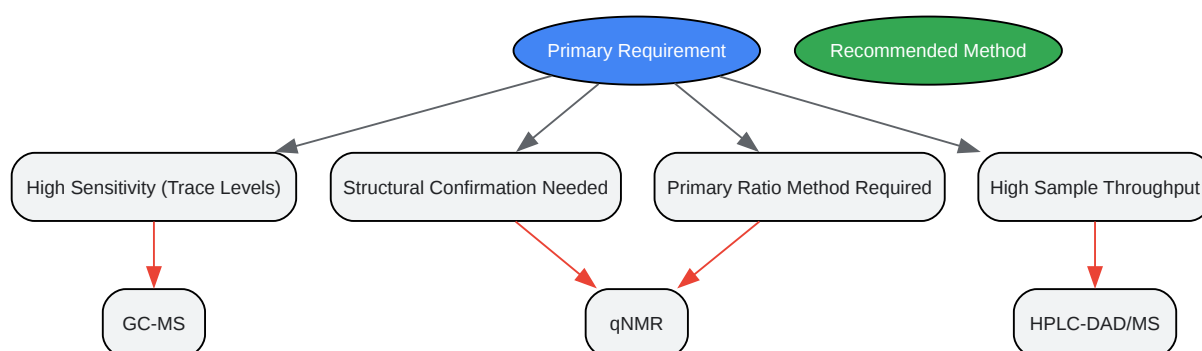 Primary Requirement
Recommended Method
High Sensitivity (Trace Levels)
Structural Confirmation Needed
Primary Ratio Method Required
High Sample Throughput
GC-MS
qNMR
HPLC-DAD/MS